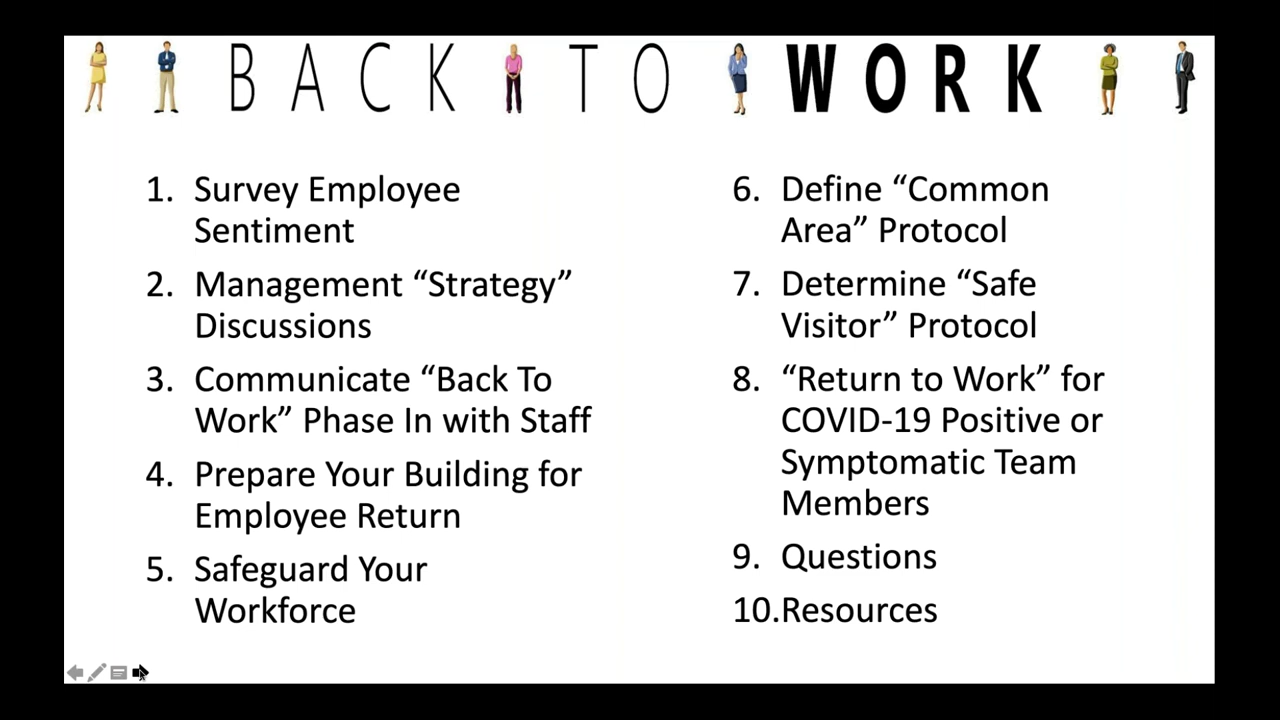 BACK TO WORK
1. Survey Employee
Sentiment
2. Management “Strategy”
Discussions
3. Communicate “Back To
Work” Phase In with Staff
4. Prepare Your Building for
Employee Return
5. Safeguard Your
Workforce
6. Define “Common
Area” Protocol
7. Determine “Safe
Visitor” Protocol
8. “Return to Work” for
COVID-19 Positive or
Symptomatic Team
Members
9. Questions
10.Resources